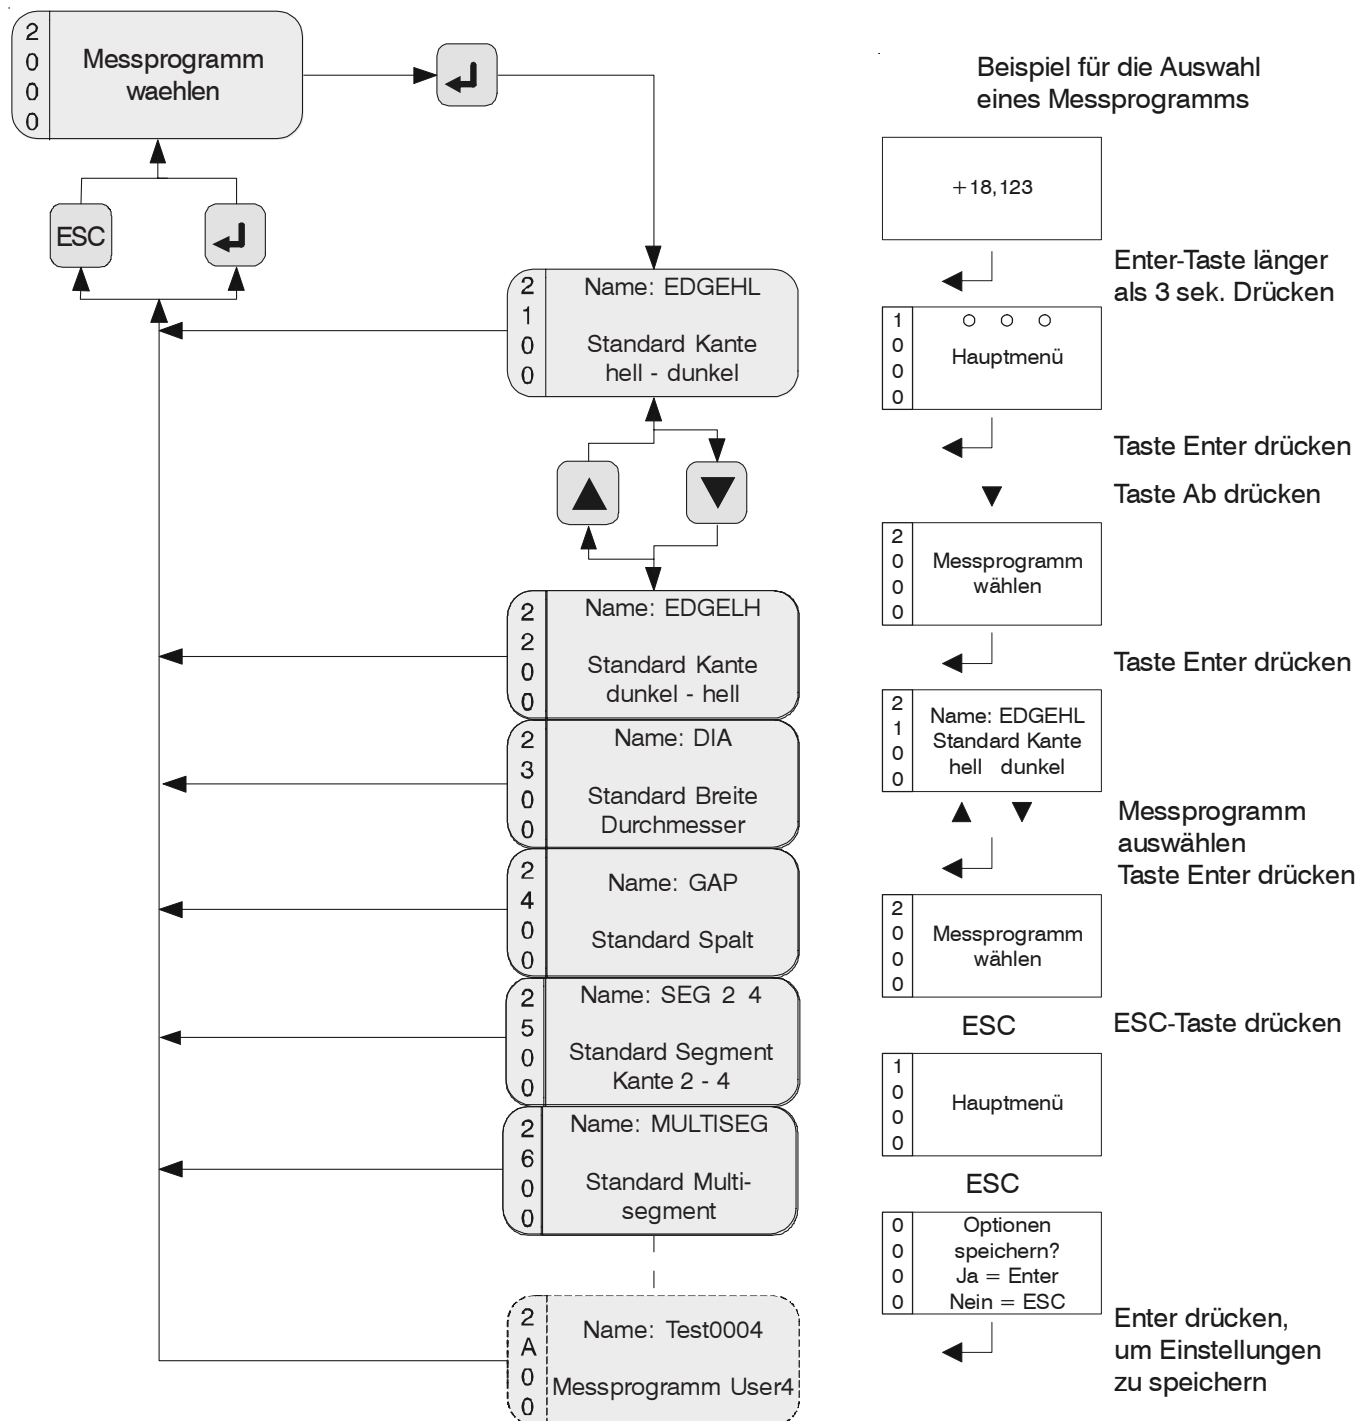 2
0
0
0
Messprogramm
waehlen
ESC
2
1
0
0
Name: EDGEHL
Standard Kante
hell - dunkel
2
2
0
0
Name: EDGELH
Standard Kante
dunkel - hell
2
3
0
0
Name: DIA
Standard Breite
Durchmesser
2
4
0
0
Name: GAP
Standard Spalt
2
5
0
0
Name: SEG 2 4
Standard Segment
Kante 2 - 4
2
6
0
0
Name: MULTISEG
Standard Multi-
segment
2
A
0
0
Name: Test0004
Messprogramm User4
Beispiel für die Auswahl
eines Messprogramms
+18,123
Enter-Taste länger
als 3 sek. Drücken
1
0
0
0
Hauptmenü
Taste Enter drücken
Taste Ab drücken
2
0
0
0
Messprogramm
wählen
Taste Enter drücken
2
1
0
0
Name: EDGEHL
Standard Kante
hell dunkel
Messprogramm
auswählen
Taste Enter drücken
2
0
0
0
Messprogramm
wählen
ESC
ESC-Taste drücken
1
0
0
0
Hauptmenü
ESC
0
0
0
0
Optionen
speichern?
Ja = Enter
Nein = ESC
Enter drücken,
um Einstellungen
zu speichern